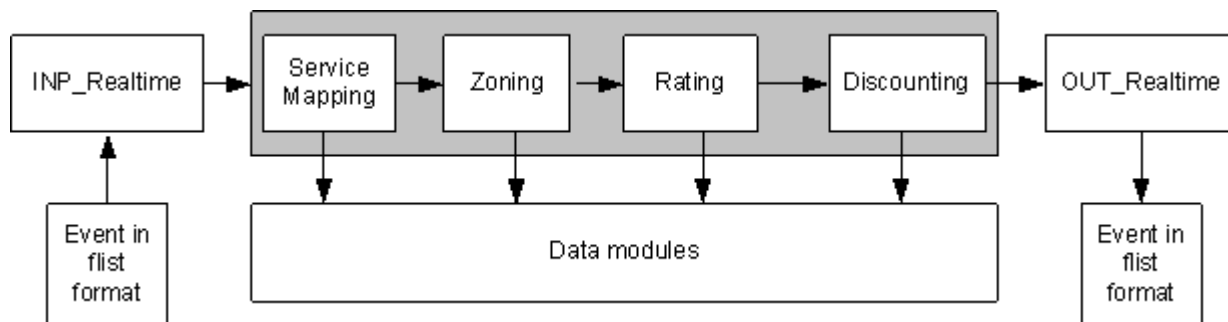 INP_Realtime
Service
Mapping
Zoning
Rating
Discounting
OUT_Realtime
Event in
flist
format
Data modules
Event in
flist
format